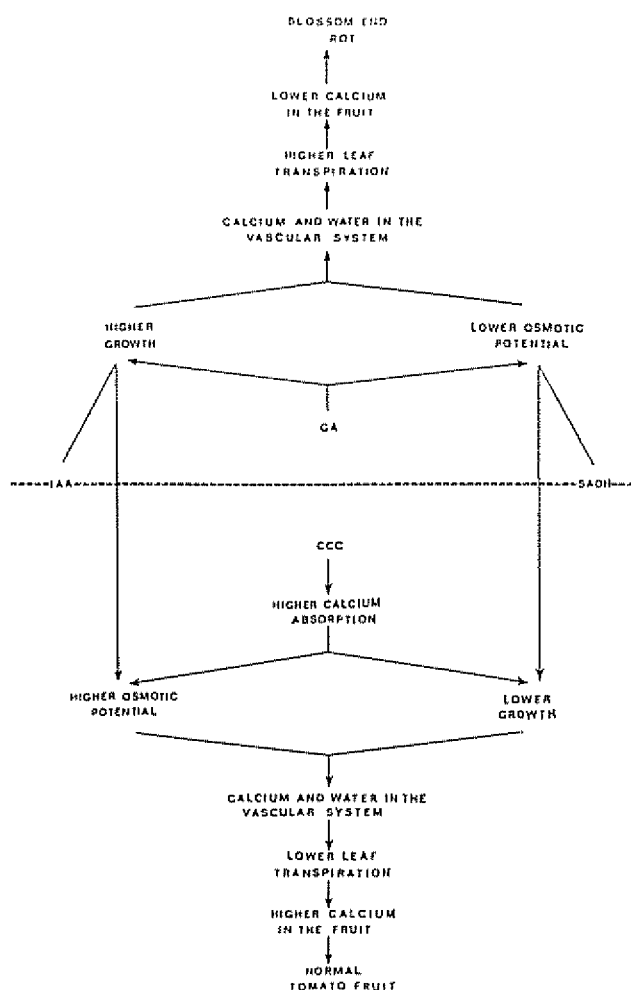 BLOSSOM END
ROT
LOWER CALCIUM
IN THE FRUIT
HIGHER LEAF
TRANSPIRATION
CALCIUM AND WATER IN THE
VASCULAR SYSTEM
HIGHER
GROWTH
LOWER OSMOTIC
POTENTIAL
GA
IAA
SADH
CCC
HIGHER CALCIUM
ABSORPTION
HIGHER OSMOTIC
POTENTIAL
LOWER
GROWTH
CALCIUM AND WATER IN THE
VASCULAR SYSTEM
LOWER LEAF
TRANSPIRATION
HIGHER CALCIUM
IN THE FRUIT
NORMAL
TOMATO FRUIT